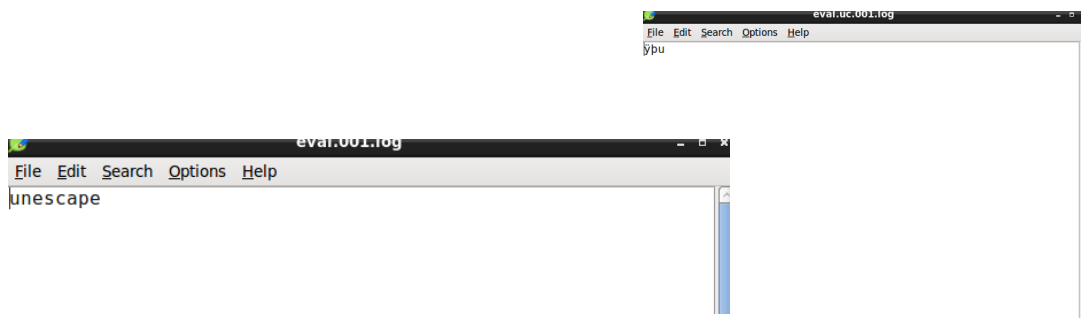 eval.uc.001.log
File Edit Search Options Help
ÿþu
eval.001.log
File Edit Search Options Help
unescape